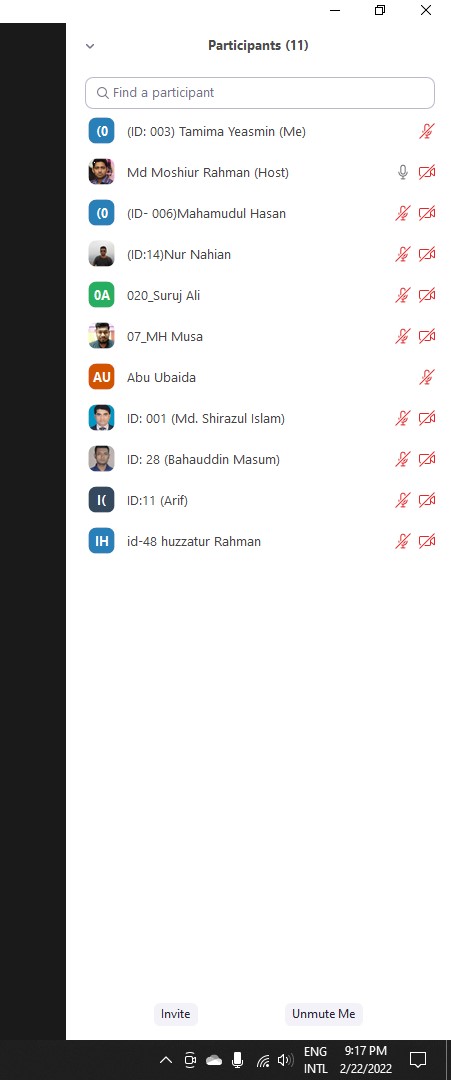 Participants (11)
Find a participant
(0 (ID: 003) Tamima Yeasmin (Me)
Md Moshiur Rahman (Host)
(0 (ID- 006)Mahamudul Hasan
(ID:14)Nur Nahian
0A 020_Suruj Ali
07_MH Musa
AU Abu Ubaida
ID: 001 (Md. Shirazul Islam)
ID: 28 (Bahauddin Masum)
I( ID:11 (Arif)
IH id-48 huzzatur Rahman
Invite Unmute Me
ENG 9:17 PM
INTL 2/22/2022